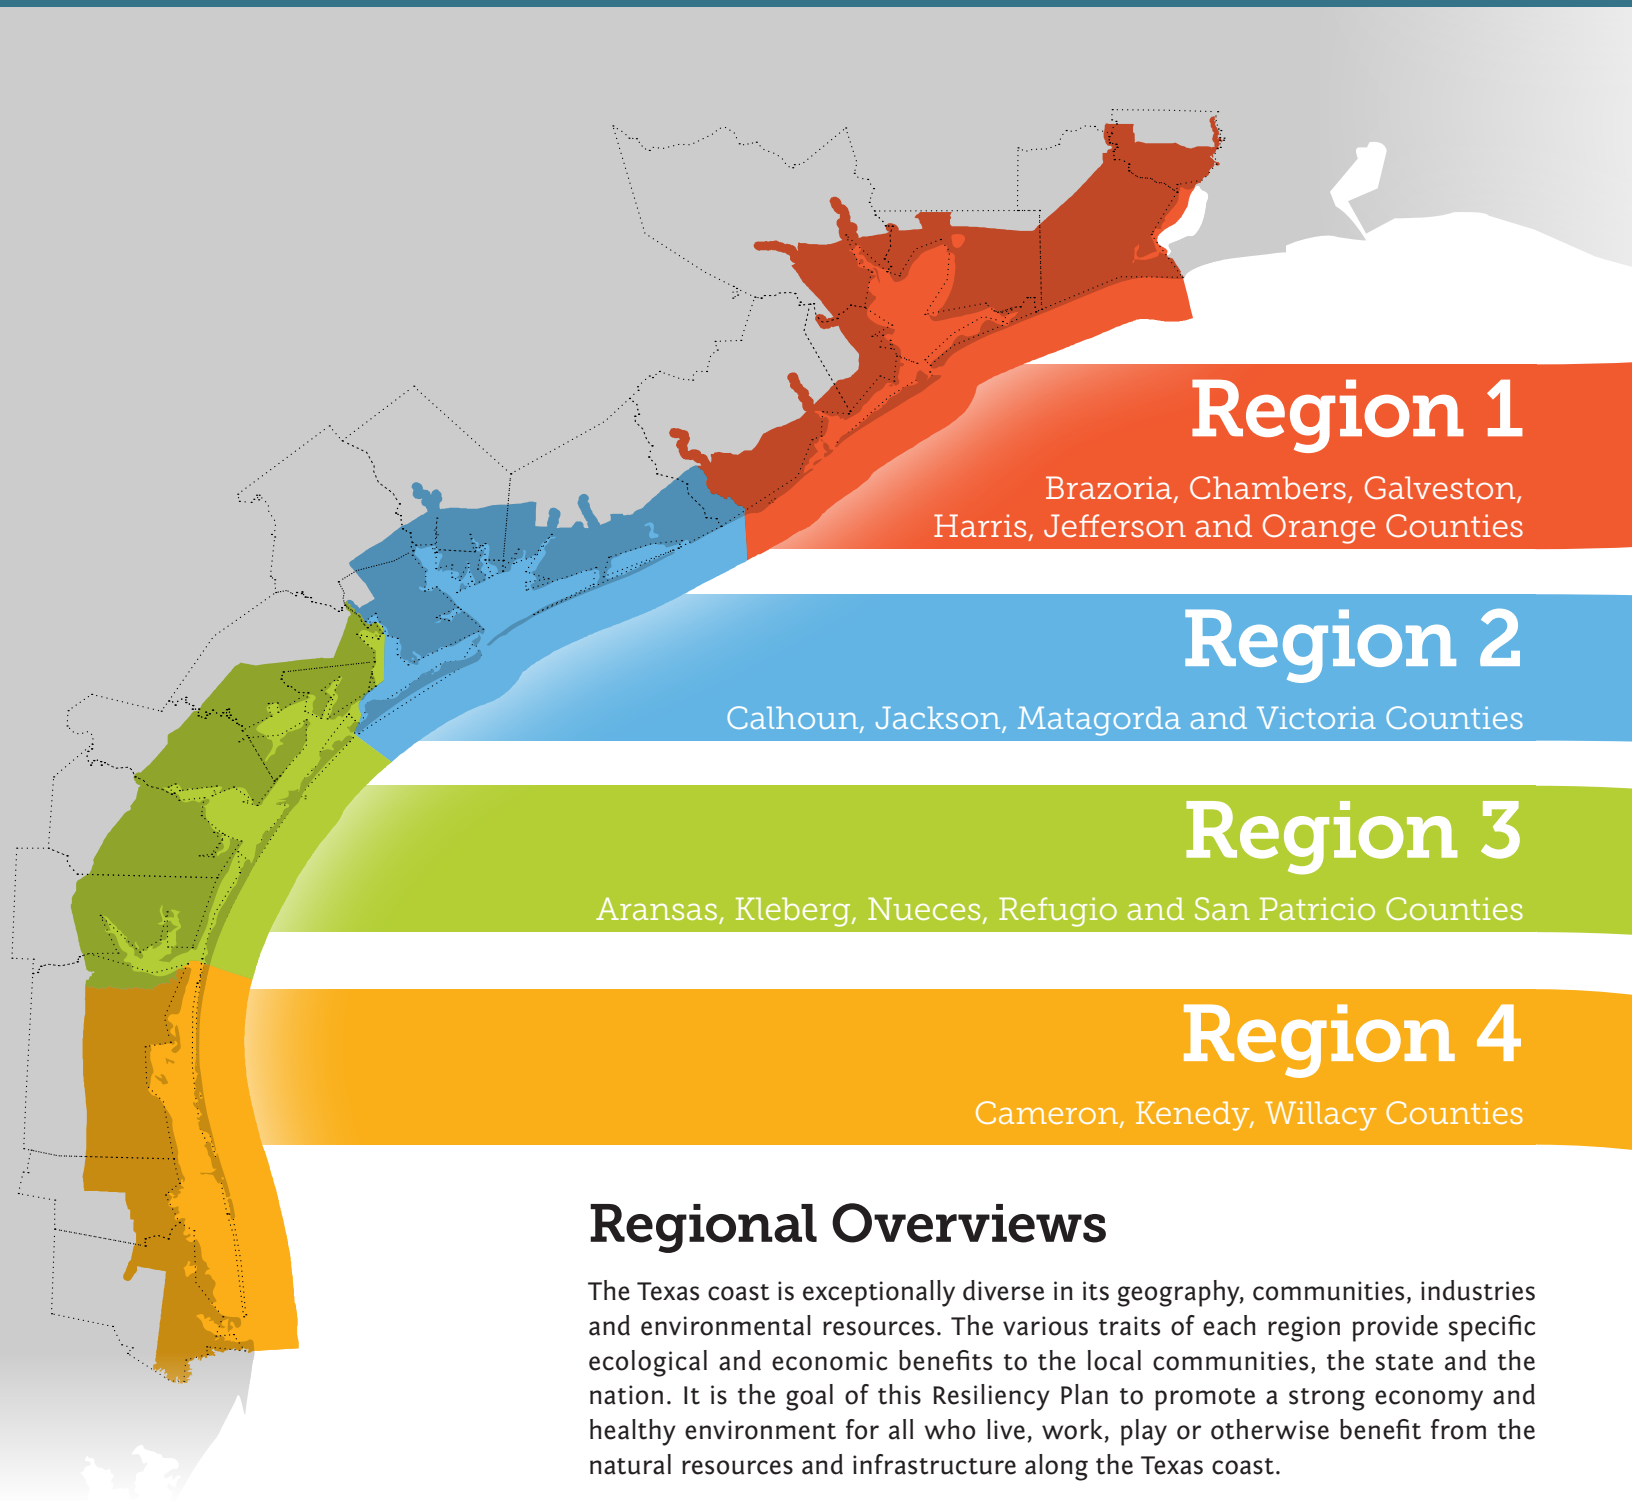 Region 1
Brazoria, Chambers, Galveston,
Harris, Jefferson and Orange Counties
Region 2
Calhoun, Jackson, Matagorda and Victoria Counties
Region 3
Aransas, Kleberg, Nueces, Refugio and San Patricio Counties
Region 4
Cameron, Kenedy, Willacy Counties
Regional Overviews
The Texas coast is exceptionally diverse in its geography, communities, industries
and environmental resources. The various traits of each region provide specific
ecological and economic benefits to the local communities, the state and the
nation. It is the goal of this Resiliency Plan to promote a strong economy and
healthy environment for all who live, work, play or otherwise benefit from the
natural resources and infrastructure along the Texas coast.